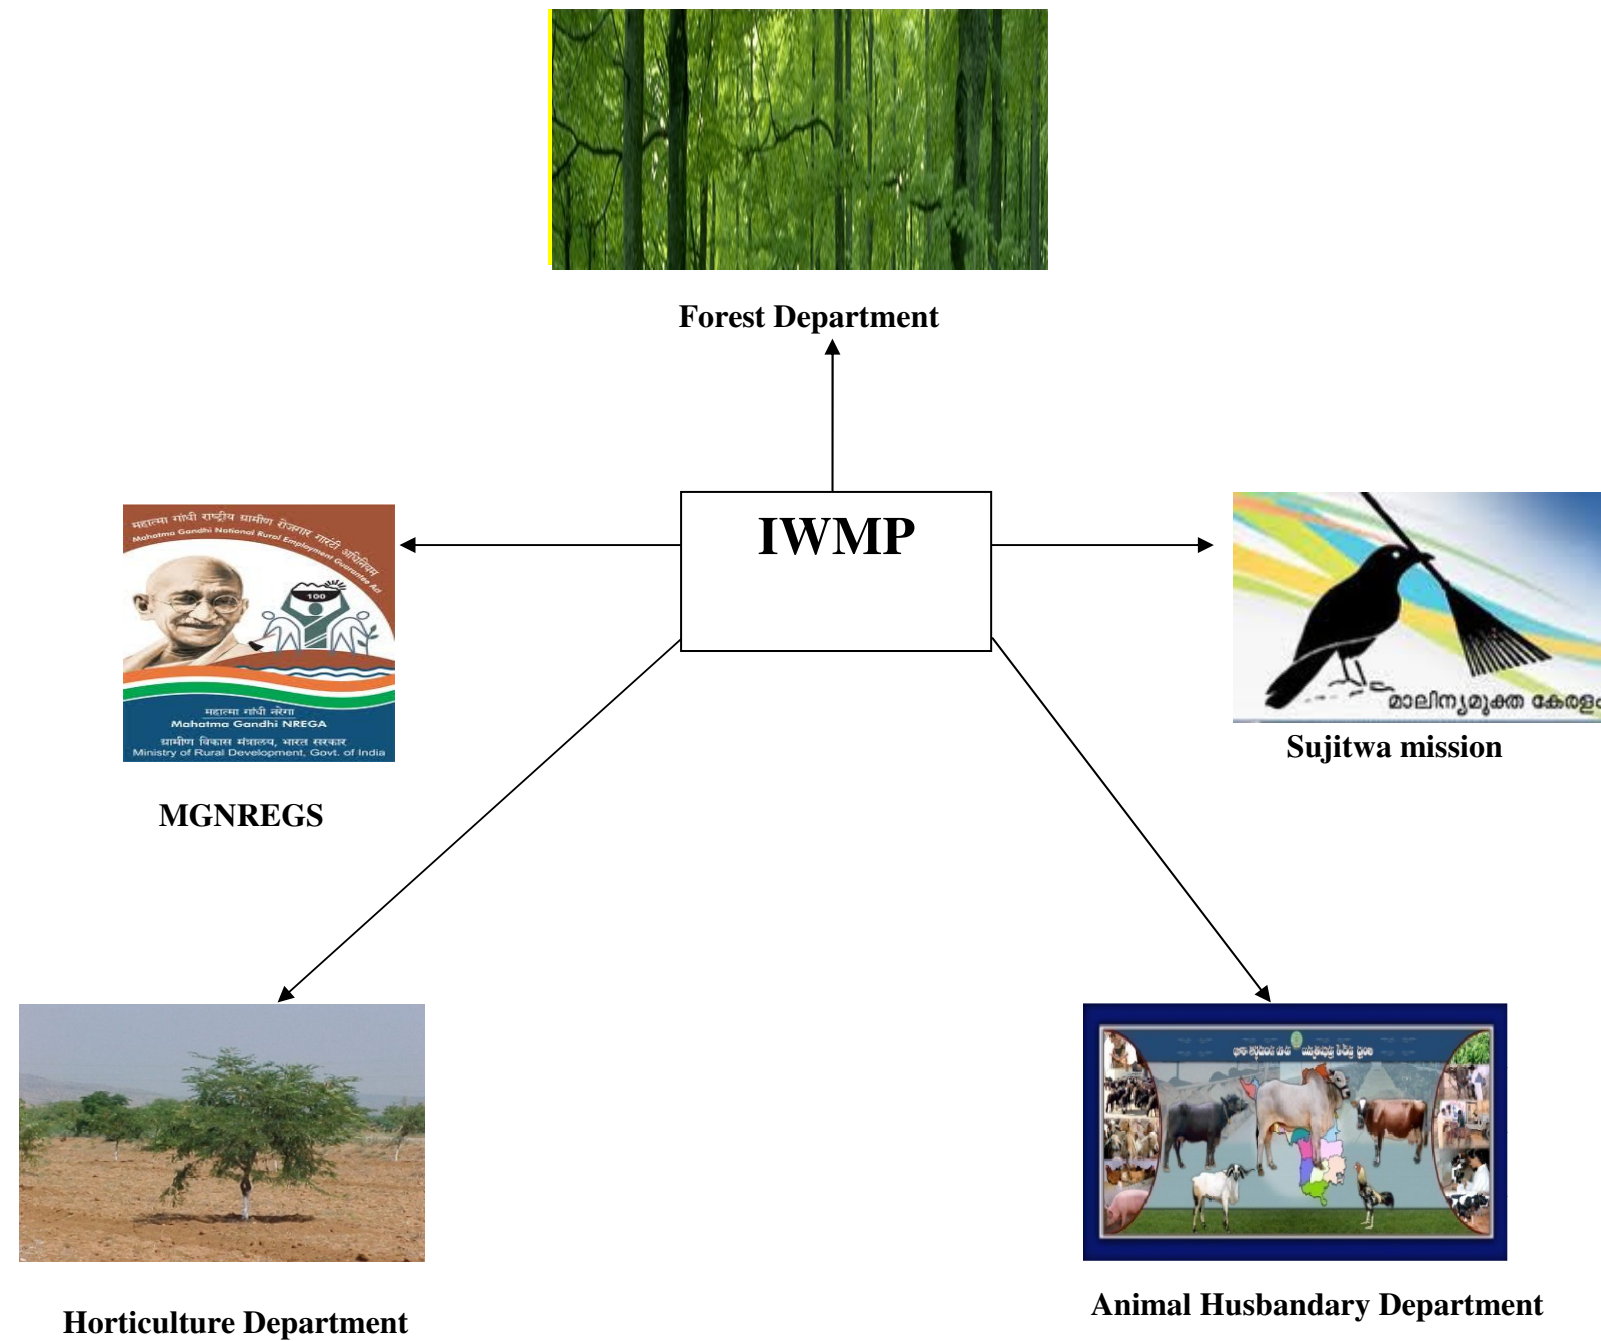 Forest Department
IWMP
महात्मा गांधी राष्ट्रीय ग्रामीण रोजगार गारंटी अधिनियम
Mahatma Gandhi National Rural Employment Guarantee Act
100
महात्मा गांधी नरेगा
Mahatma Gandhi NREGA
ग्रामीण विकास मंत्रालय, भारत सरकार
Ministry of Rural Development, Govt. of India
MGNREGS
മാലിന്യമുക്ത കേരളം
Sujitwa mission
Horticulture Department
Animal Husbandary Department